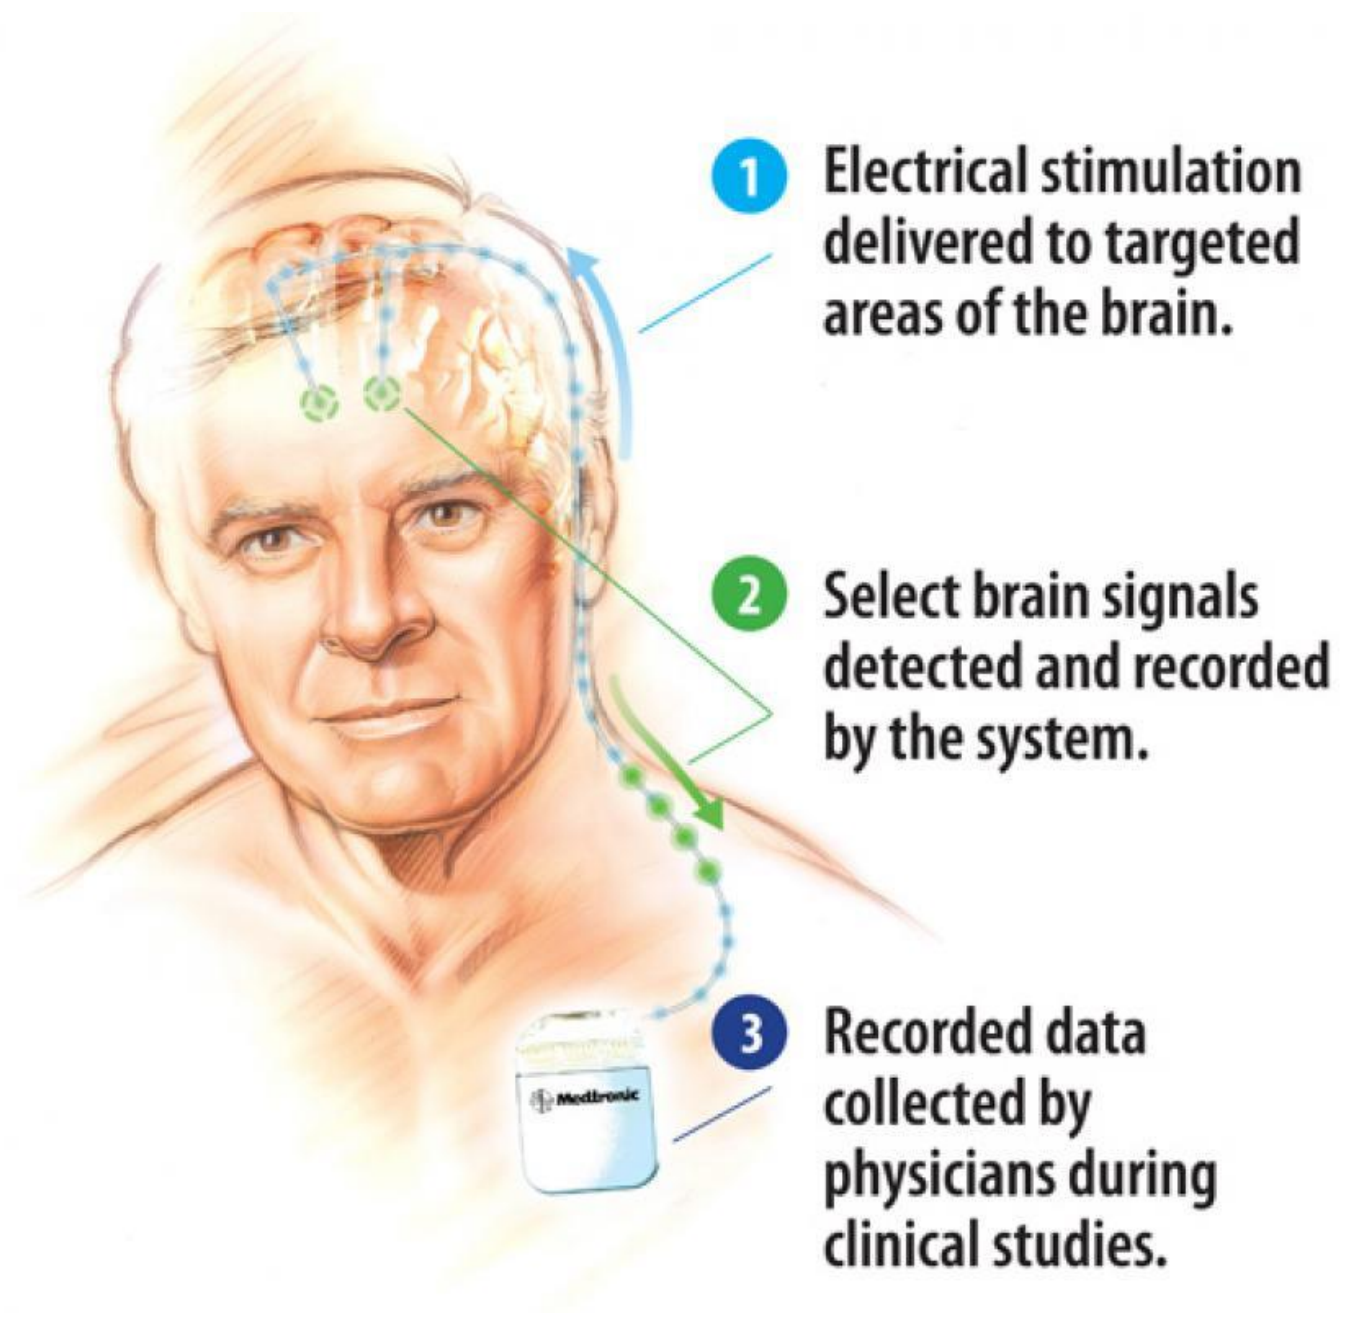 1 Electrical stimulation
delivered to targeted
areas of the brain.
2 Select brain signals
detected and recorded
by the system.
Medtronic
3 Recorded data
collected by
physicians during
clinical studies.